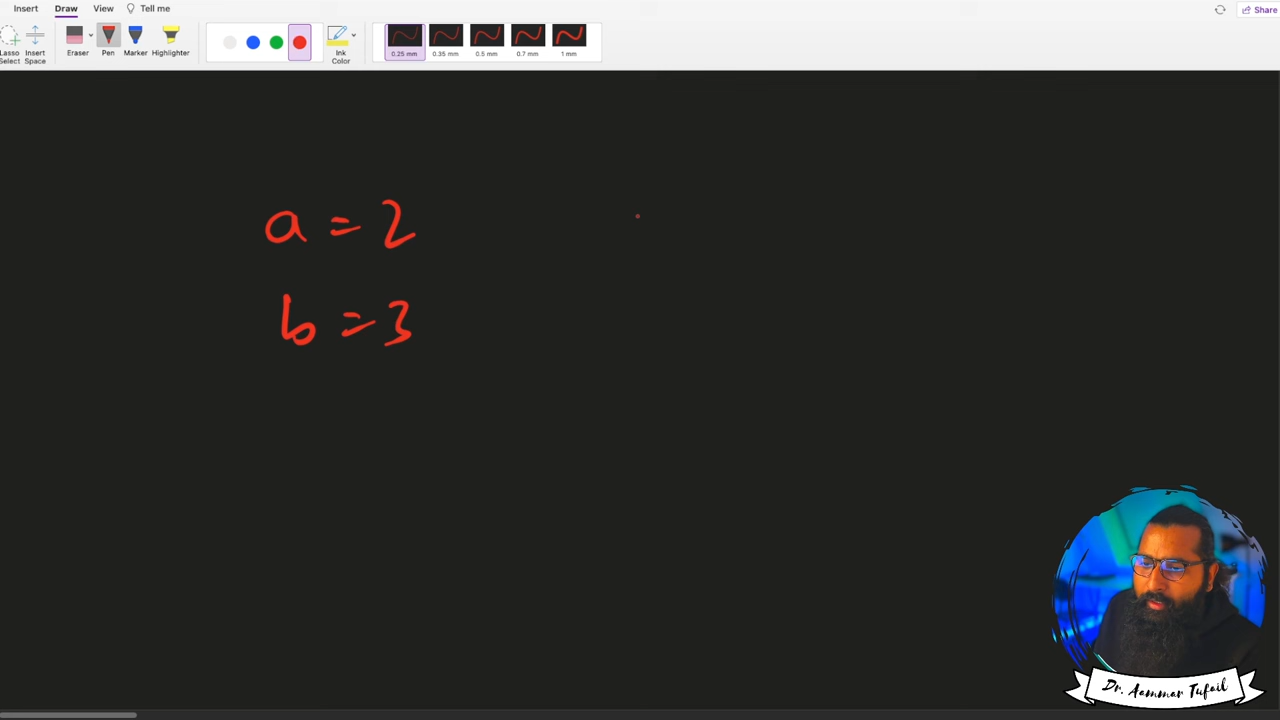 Insert Draw View Tell me Share
Lasso Select
Insert Space
Eraser
Pen
Marker
Highlighter
Ink Color
0.25 mm
0.35 mm
0.5 mm
0.7 mm
1 mm
a = 2
b = 3
Dr. Aammar Tufail